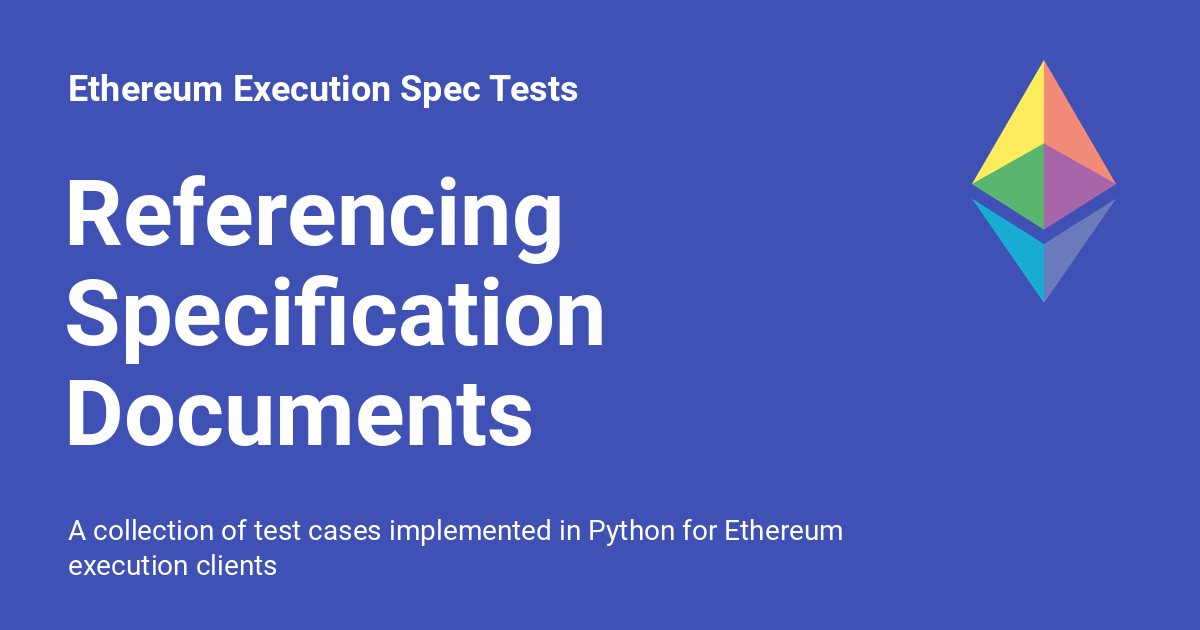 Ethereum Execution Spec Tests
Referencing
Specification
Documents
A collection of test cases implemented in Python for Ethereum
execution clients